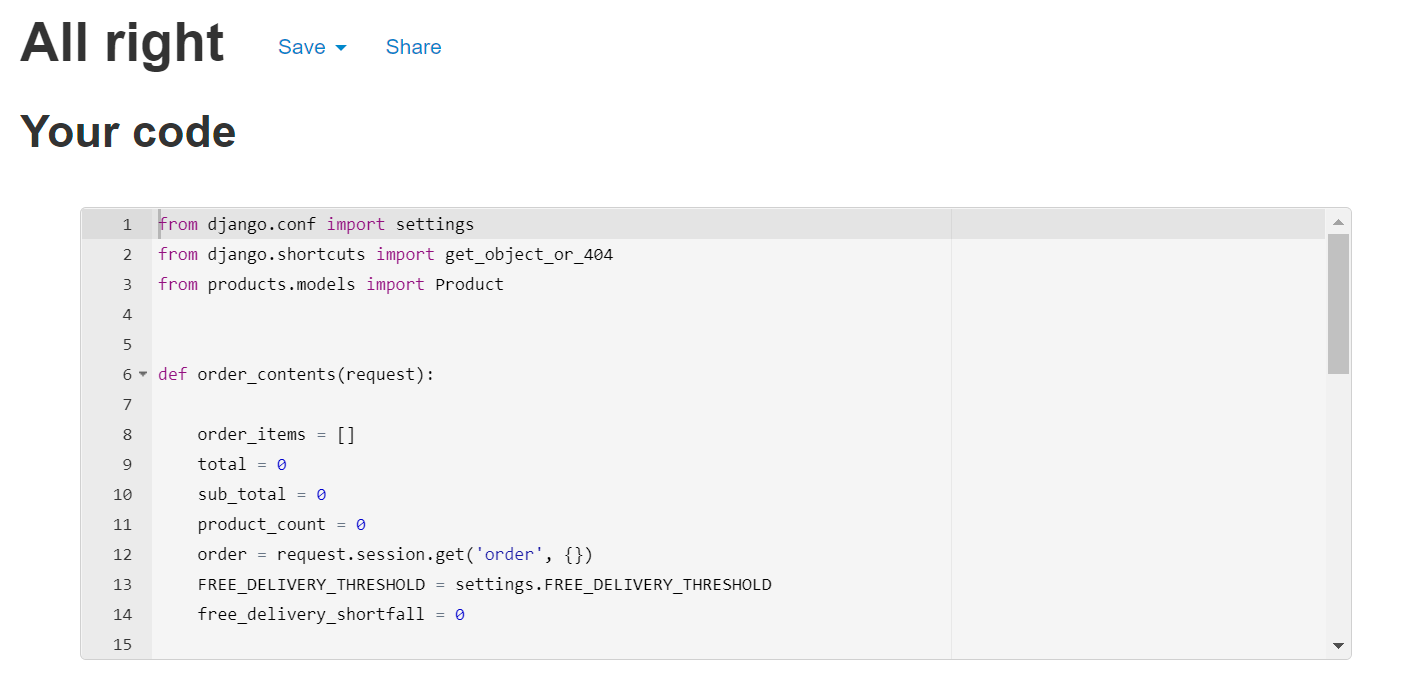 All right Save Share
Your code
1 from django.conf import settings
2 from django.shortcuts import get_object_or_404
3 from products.models import Product
4
5
6 def order_contents(request):
7
8     order_items = []
9     total = 0
10     sub_total = 0
11     product_count = 0
12     order = request.session.get('order', {})
13     FREE_DELIVERY_THRESHOLD = settings.FREE_DELIVERY_THRESHOLD
14     free_delivery_shortfall = 0
15